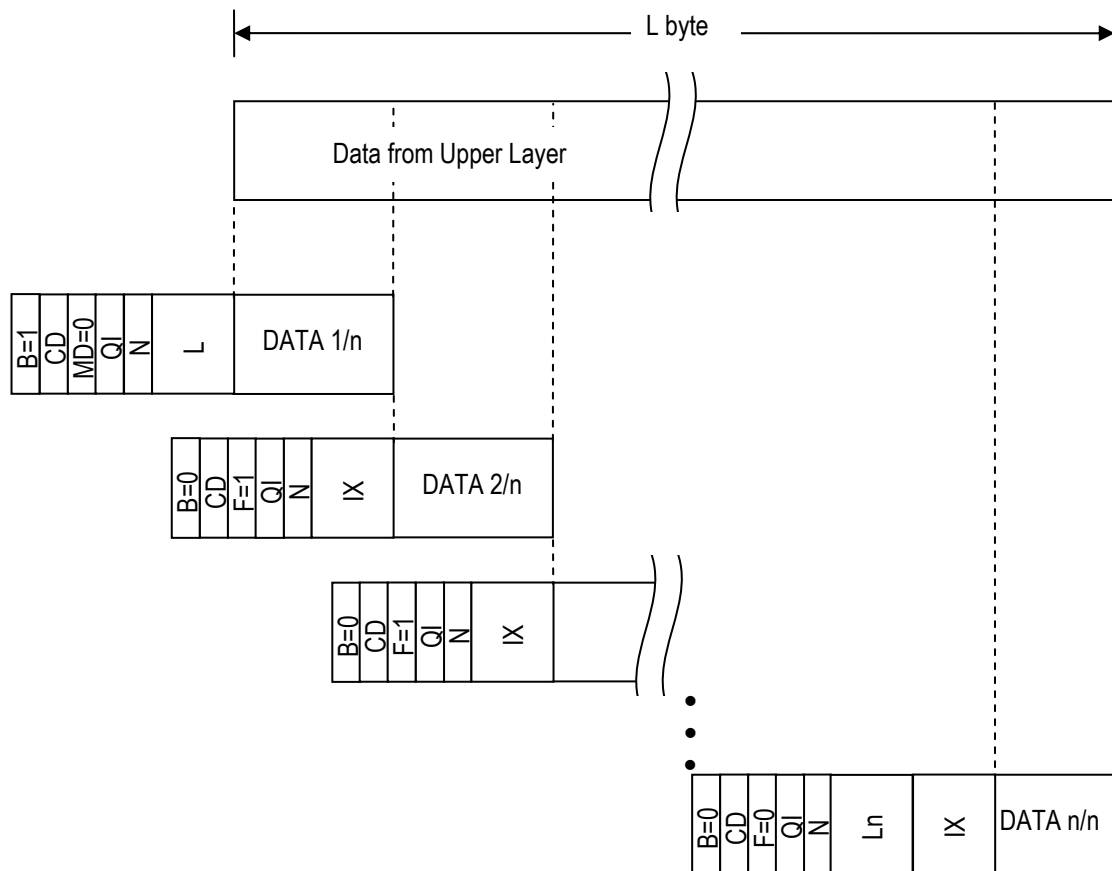 L byte
Data from Upper Layer
B=1 CD MD=0 QI N L DATA 1/n
B=0 CD F=1 QI N IX DATA 2/n
B=0 CD F=1 QI N IX
B=0 CD F=0 QI N Ln IX DATA n/n